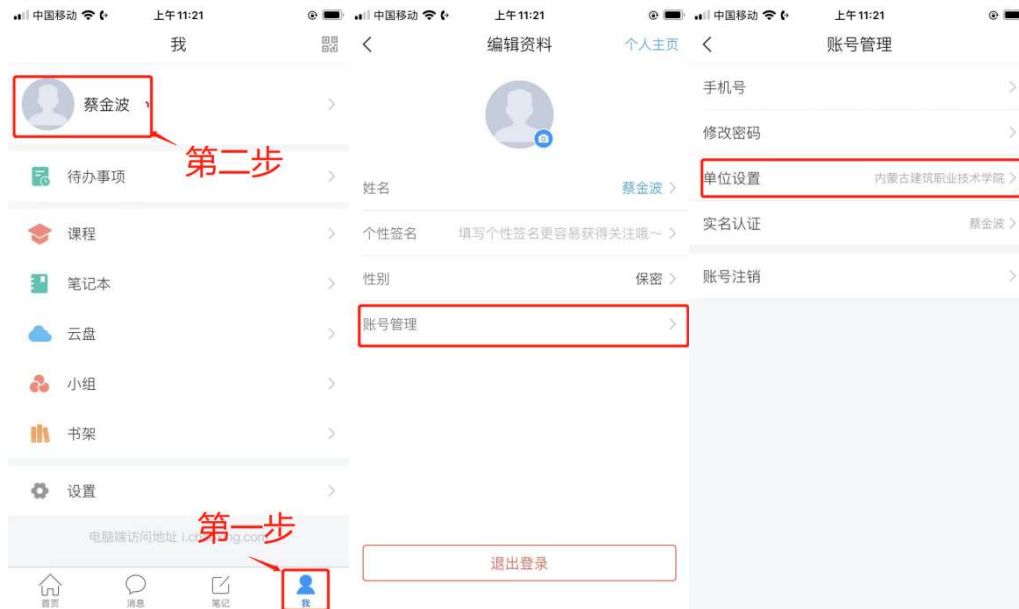 中国移动 上午11:21
我
蔡金波
第二步
待办事项
课程
笔记本
云盘
小组
书架
设置
电脑端访问地址
第一步
首页 消息 笔记 我
中国移动 上午11:21
编辑资料 个人主页
姓名 蔡金波
个性签名 填写个性签名更容易获得关注哦～
性别 保密
账号管理
退出登录
中国移动 上午11:21
账号管理
手机号
修改密码
单位设置 内蒙古建筑职业技术学院
实名认证 蔡金波
账号注销